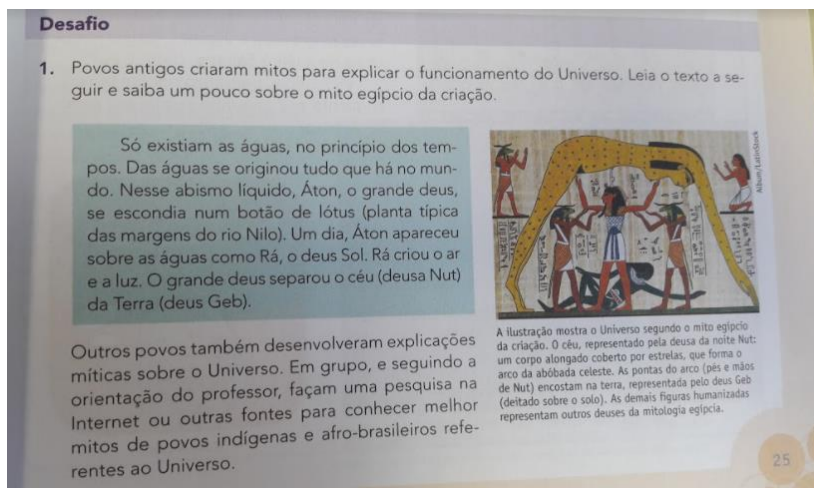 Desafio
1. Povos antigos criaram mitos para explicar o funcionamento do Universo. Leia o texto a se-
guir e saiba um pouco sobre o mito egípcio da criação.
Só existiam as águas, no princípio dos tem-
pos. Das águas se originou tudo que há no mun-
do. Nesse abismo líquido, Áton, o grande deus,
se escondia num botão de lótus (planta típica
das margens do rio Nilo). Um dia, Áton apareceu
sobre as águas como Rá, o deus Sol. Rá criou o ar
e a luz. O grande deus separou o céu (deusa Nut)
da Terra (deus Geb).
Album/Latinstock
A ilustração mostra o Universo segundo o mito egípcio
da criação. O céu, representado pela deusa da noite Nut:
um corpo alongado coberto por estrelas, que forma o
arco da abóbada celeste. As pontas do arco (pés e mãos
de Nut) encostam na terra, representada pelo deus Geb
(deitado sobre o solo). As demais figuras humanizadas
representam outros deuses da mitologia egípcia.
Outros povos também desenvolveram explicações
míticas sobre o Universo. Em grupo, e seguindo a
orientação do professor, façam uma pesquisa na
Internet ou outras fontes para conhecer melhor
mitos de povos indígenas e afro-brasileiros refe-
rentes ao Universo.
25